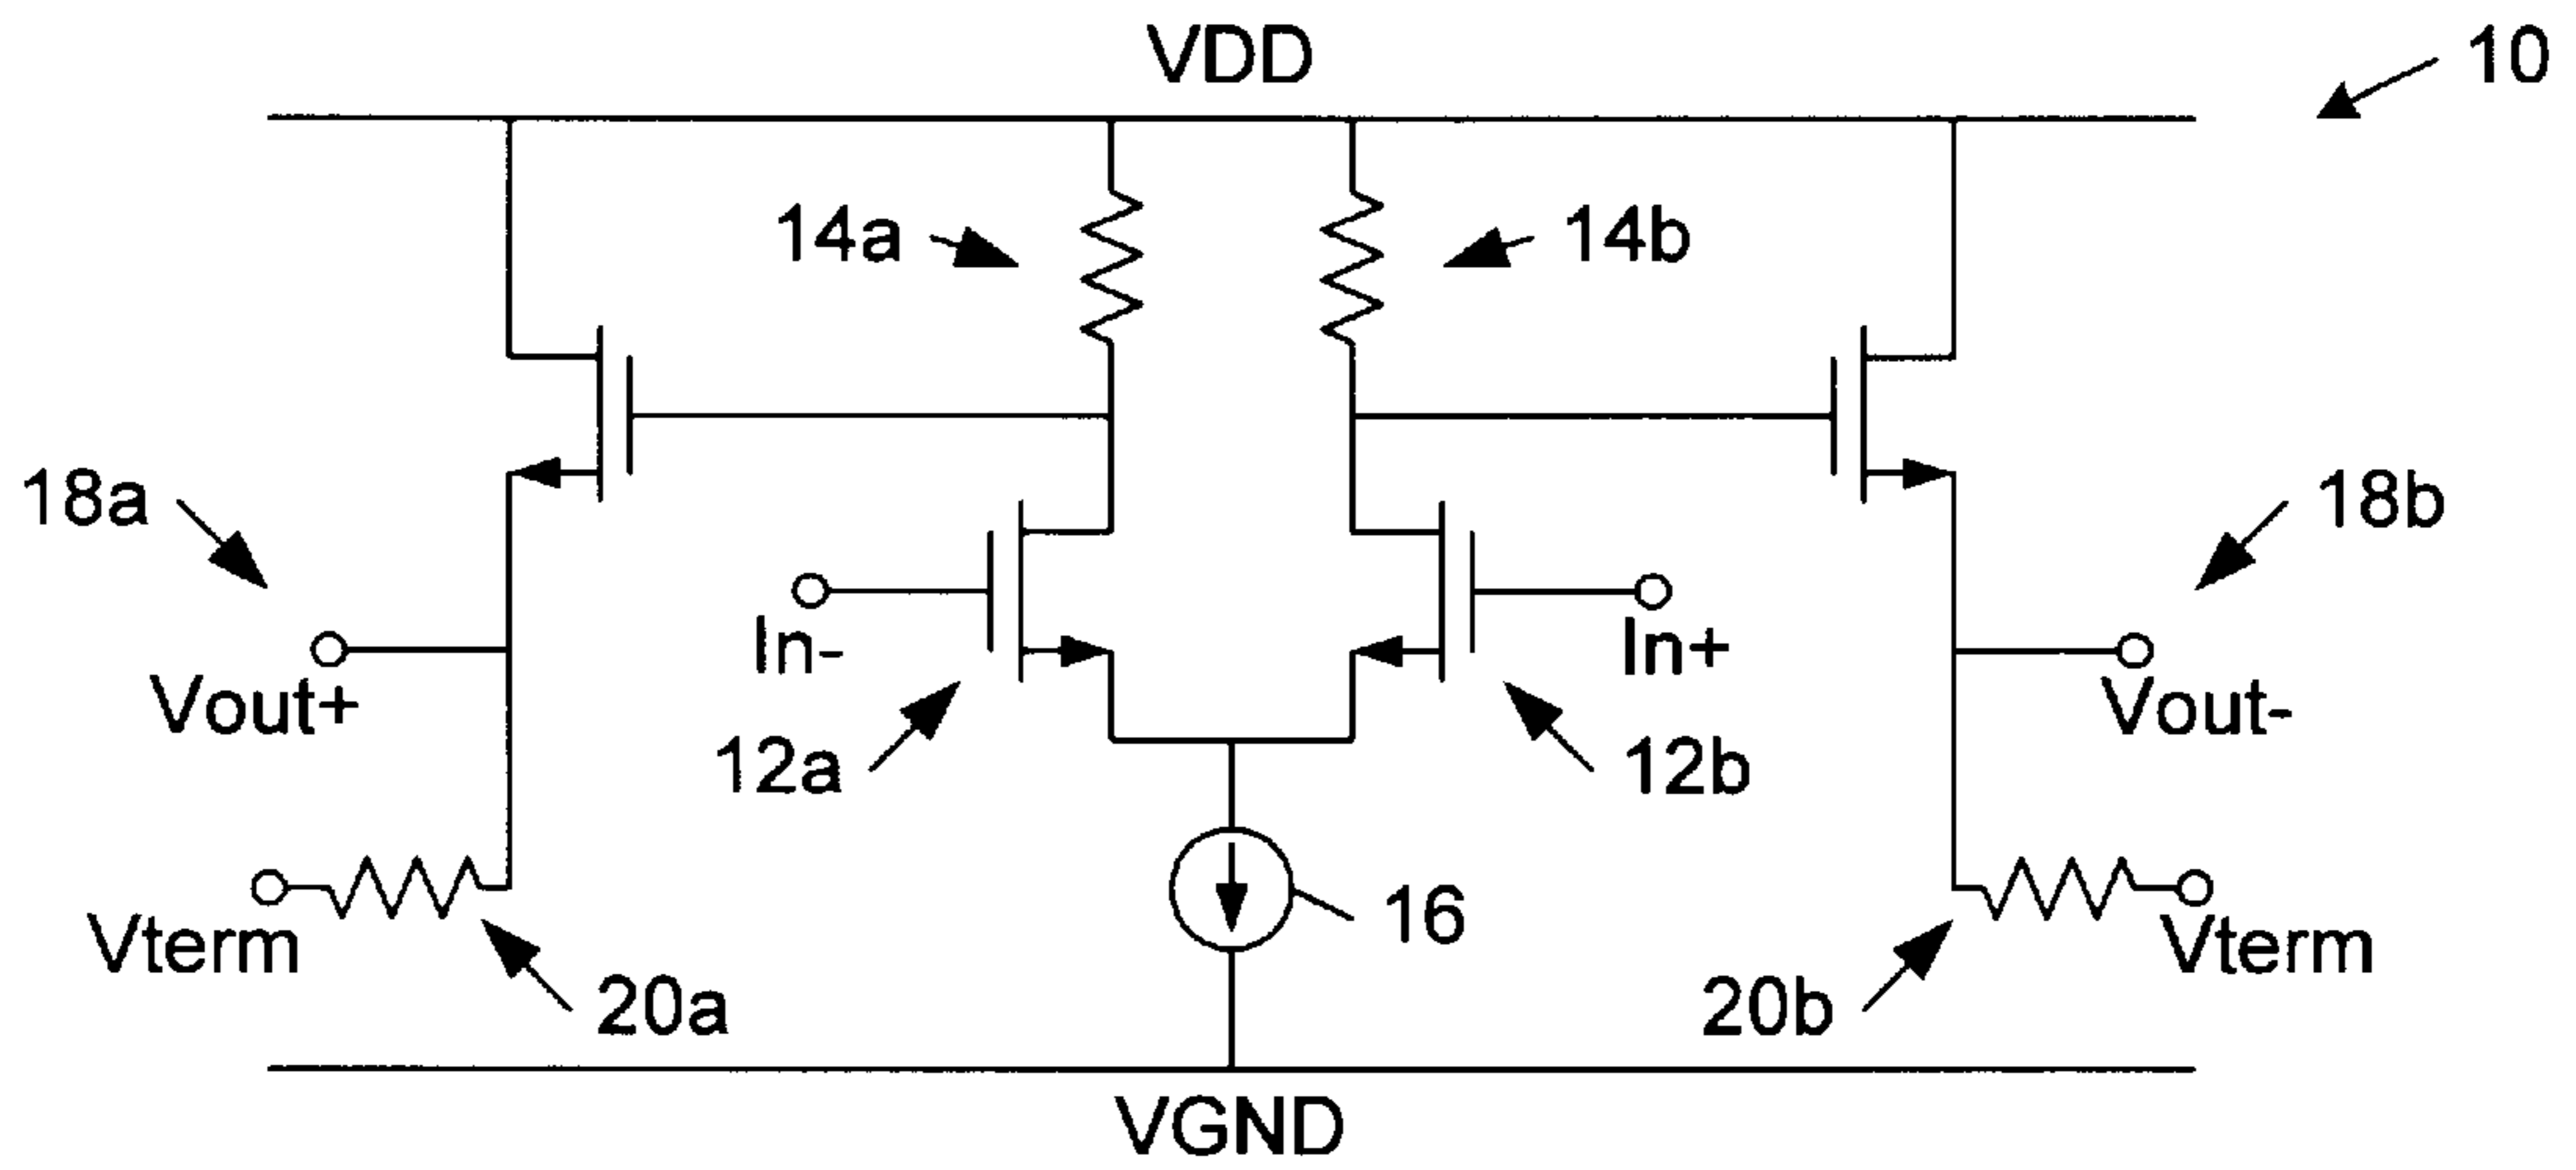 VDD
10
14a
14b
18a
18b
In-
In+
Vout+
Vout-
12a
12b
16
Vterm
Vterm
20a
20b
VGND